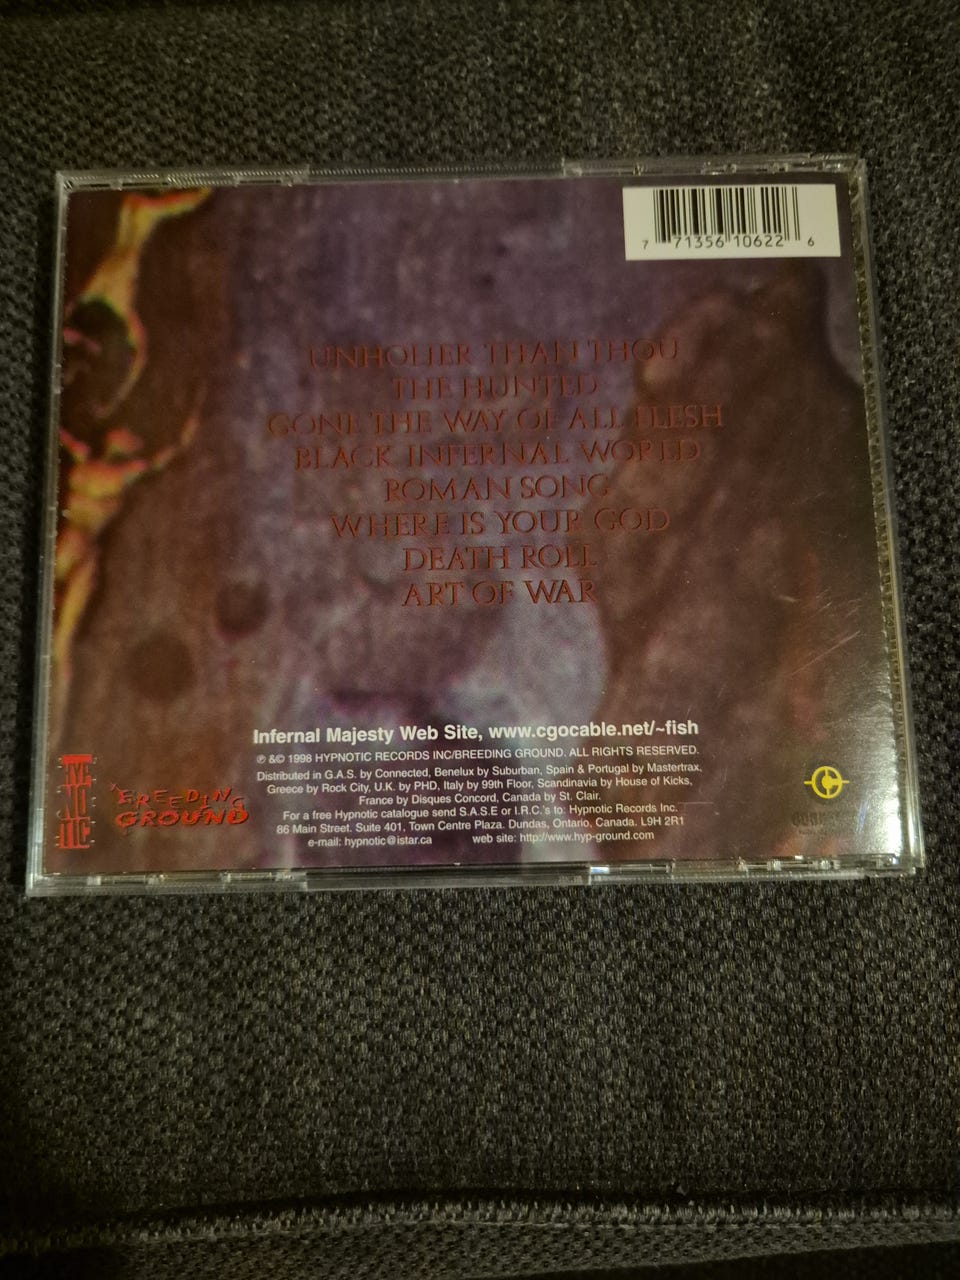 7 71356 10622 6
UNHOLIER THAN THOU
THE HUNTED
GONE THE WAY OF ALL FLESH
BLACK INFERNAL WORLD
ROMAN SONG
WHERE IS YOUR GOD
DEATH ROLL
ART OF WAR
Infernal Majesty Web Site, www.cgocable.net/~fish
℗ &© 1998 HYPNOTIC RECORDS INC/BREEDING GROUND. ALL RIGHTS RESERVED.
Distributed in G.A.S. by Connected, Benelux by Suburban, Spain & Portugal by Mastertrax,
Greece by Rock City, U.K. by PHD, Italy by 99th Floor, Scandinavia by House of Kicks,
France by Disques Concord, Canada by St. Clair.
For a free Hypnotic catalogue send S.A.S.E or I.R.C.'s to: Hypnotic Records Inc.
86 Main Street. Suite 401, Town Centre Plaza. Dundas, Ontario. Canada. L9H 2R1
e-mail: hypnotic@istar.ca web site: http://www.hyp-ground.com
HYP
NO
TIC
BREEDING
GROUND